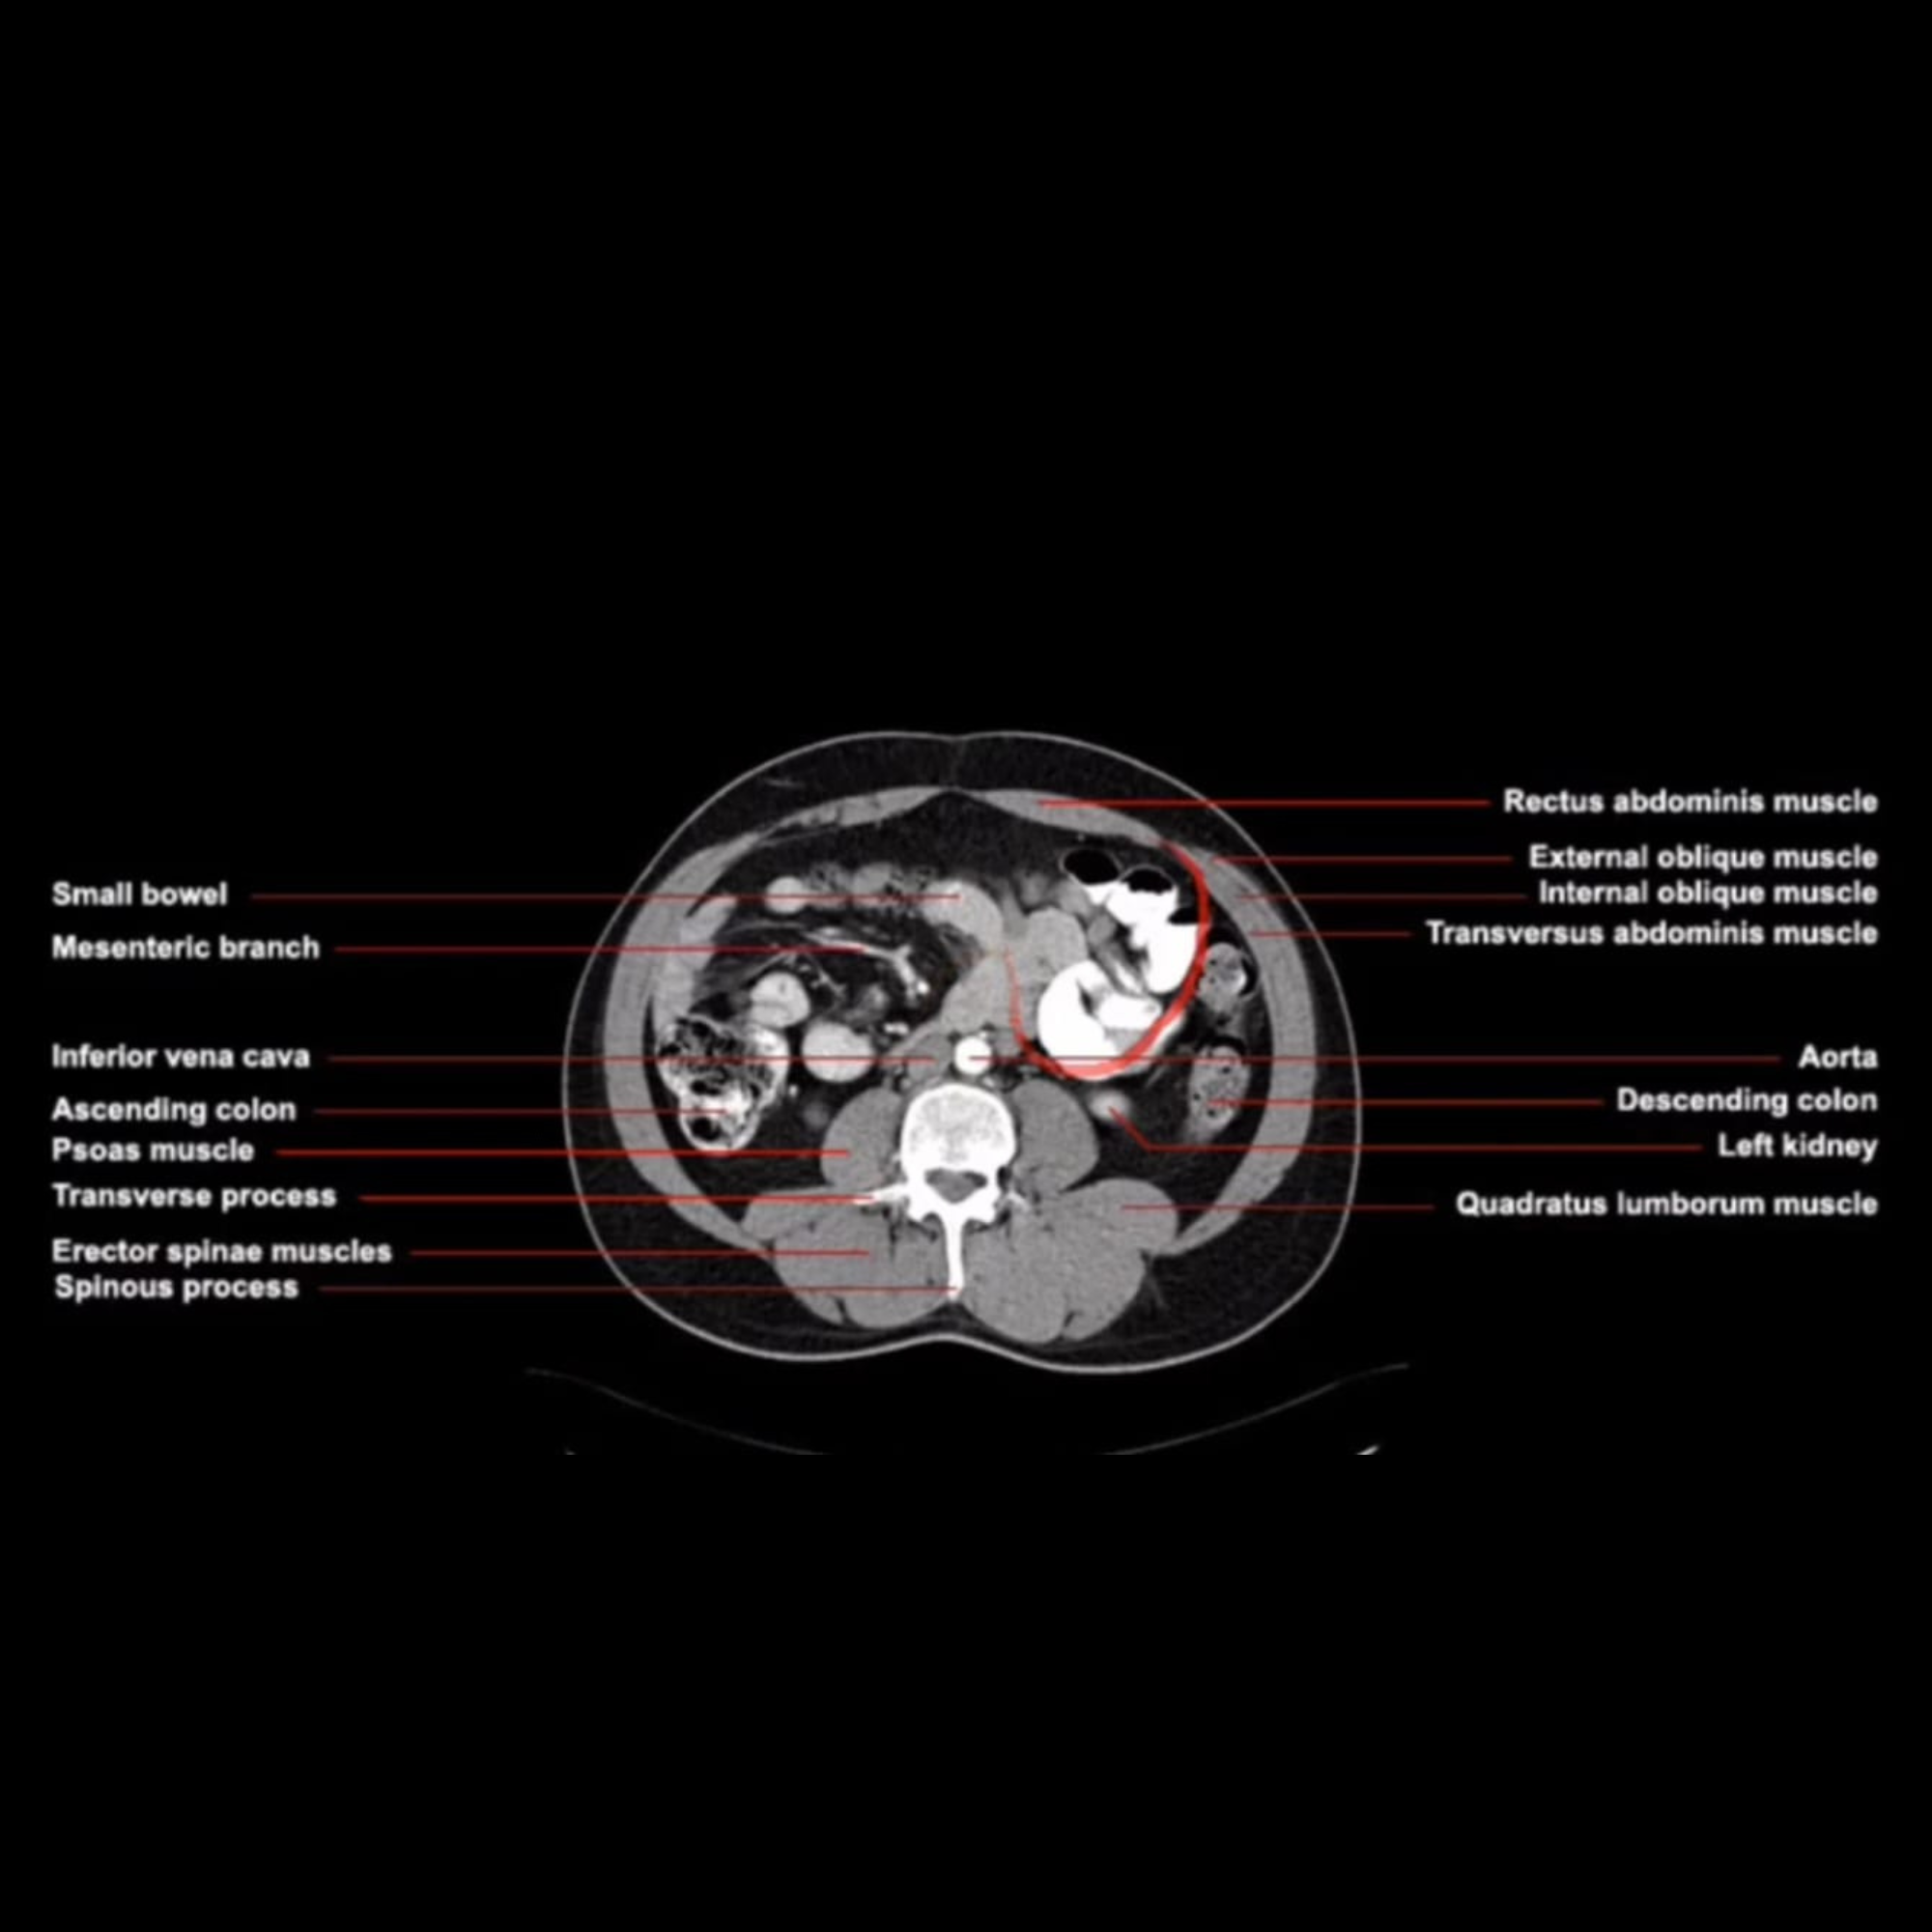 Small bowel
Mesenteric branch
Inferior vena cava
Ascending colon
Psoas muscle
Transverse process
Erector spinae muscles
Spinous process
Rectus abdominis muscle
External oblique muscle
Internal oblique muscle
Transversus abdominis muscle
Aorta
Descending colon
Left kidney
Quadratus lumborum muscle